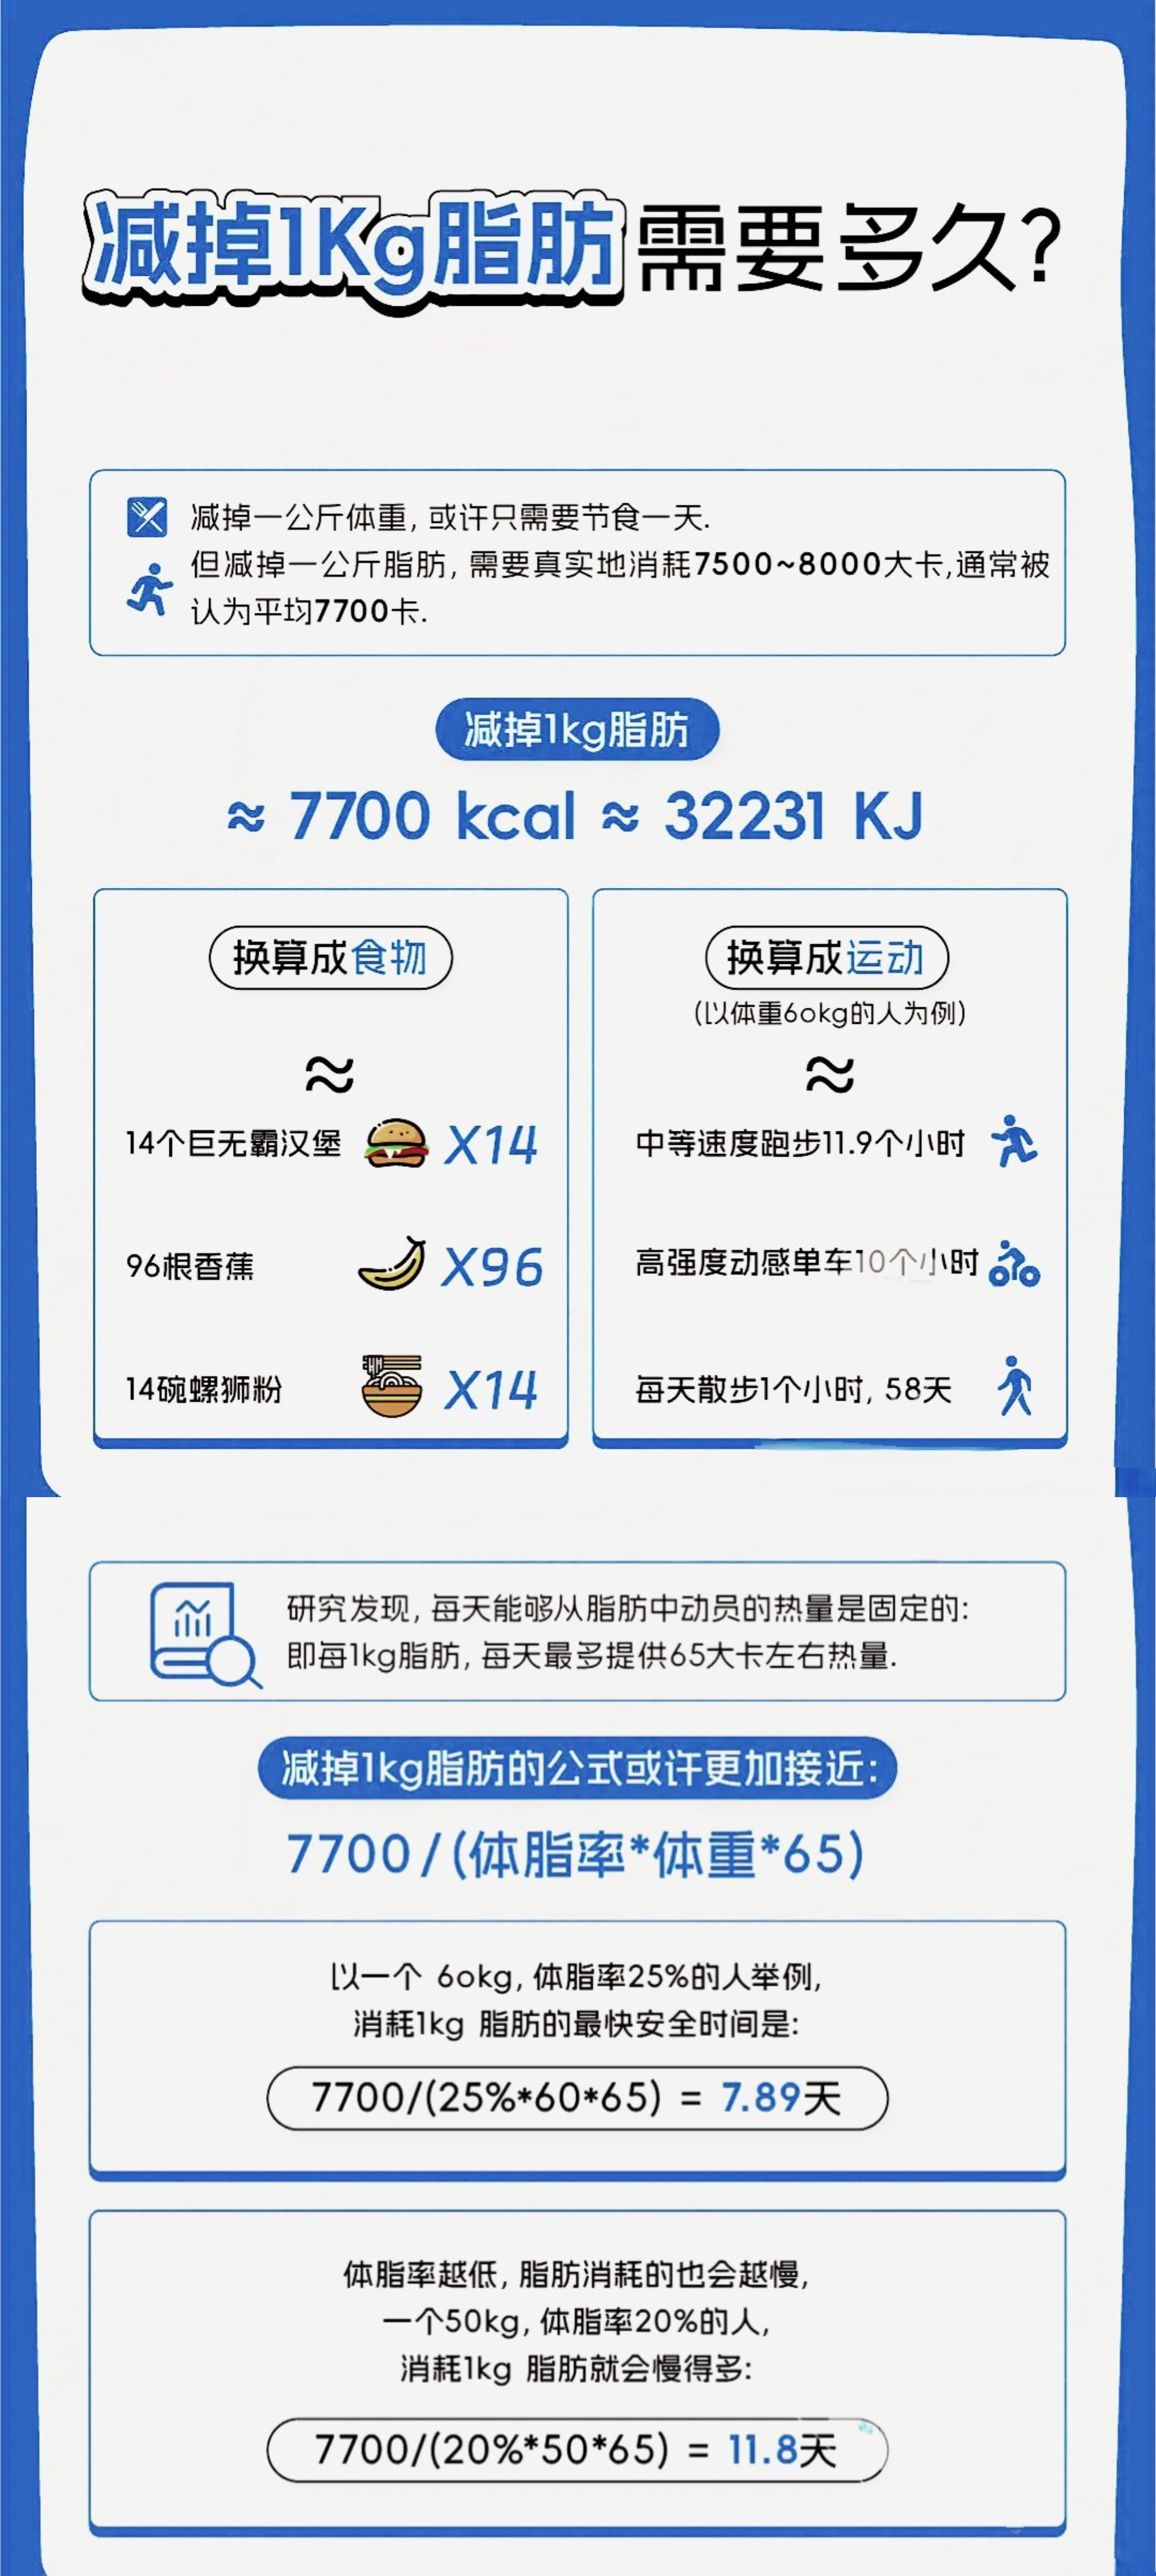 减掉1Kg脂肪需要多久?
减掉一公斤体重, 或许只需要节食一天.
但减掉一公斤脂肪, 需要真实地消耗7500~8000大卡,通常被
认为平均7700卡.
减掉1kg脂肪
≈ 7700 kcal ≈ 32231 KJ
换算成食物
≈
14个巨无霸汉堡 X14
96根香蕉 X96
14碗螺狮粉 X14
换算成运动
(以体重6okg的人为例)
≈
中等速度跑步11.9个小时
高强度动感单车10个小时
每天散步1个小时, 58天
研究发现, 每天能够从脂肪中动员的热量是固定的:
即每1kg脂肪, 每天最多提供65大卡左右热量.
减掉1kg脂肪的公式或许更加接近:
7700/(体脂率*体重*65)
以一个 6okg, 体脂率25%的人举例,
消耗1kg 脂肪的最快安全时间是:
7700/(25%*60*65) = 7.89天
体脂率越低, 脂肪消耗的也会越慢,
一个50kg, 体脂率20%的人,
消耗1kg 脂肪就会慢得多:
7700/(20%*50*65) = 11.8天